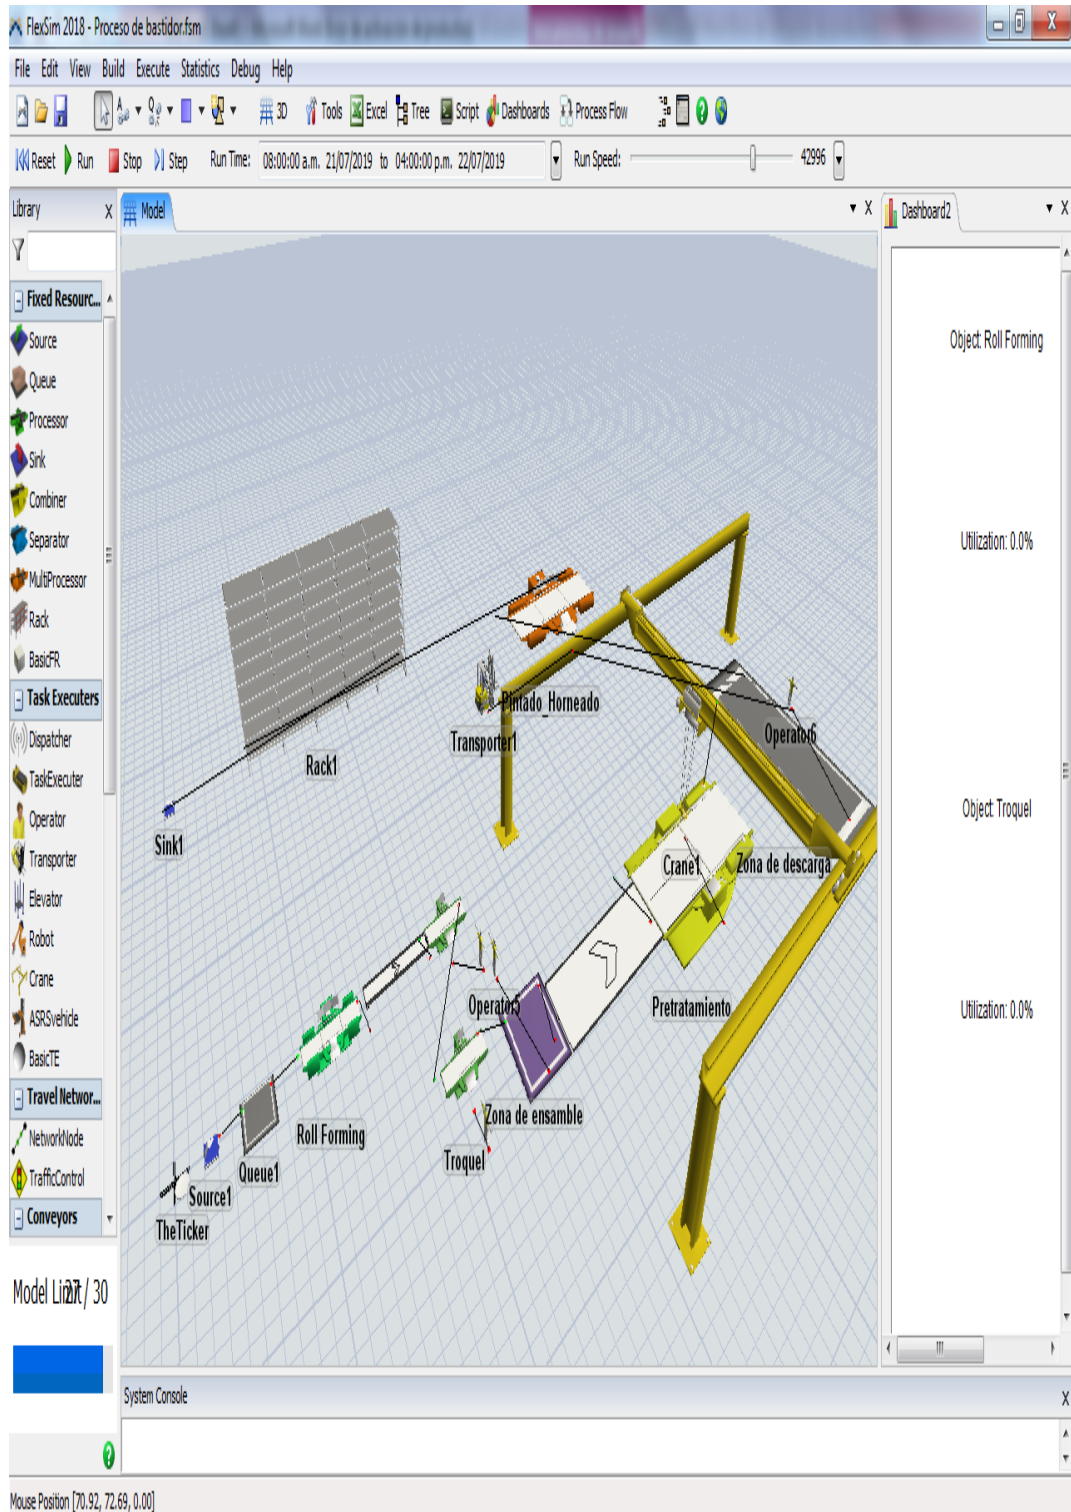 FlexSim 2018 - Proceso de bastidor.fsm
File Edit View Build Execute Statistics Debug Help
3D Tools Excel Tree Script Dashboards Process Flow
Reset Run Stop Step Run Time: 08:00:00 a.m. 21/07/2019 to 04:00:00 p.m. 22/07/2019 Run Speed: 42996
Library
Model
Dashboard2
Fixed Resourc...
Source
Queue
Processor
Sink
Combiner
Separator
MultiProcessor
Rack
BasicFR
Task Executers
Dispatcher
TaskExecuter
Operator
Transporter
Elevator
Robot
Crane
ASRSvehicle
BasicTE
Travel Networ...
NetworkNode
TrafficControl
Conveyors
Model Limit / 30
Pintado_Horneado
Transporter1
Operator6
Rack1
Sink1
Crane1
Zona de descarga
Operator5
Pretratamiento
Zona de ensamble
Roll Forming
Troquel
Queue1
Source1
TheTicker
Object: Roll Forming
Utilization: 0.0%
Object: Troquel
Utilization: 0.0%
System Console
Mouse Position [70.92, 72.69, 0.00]